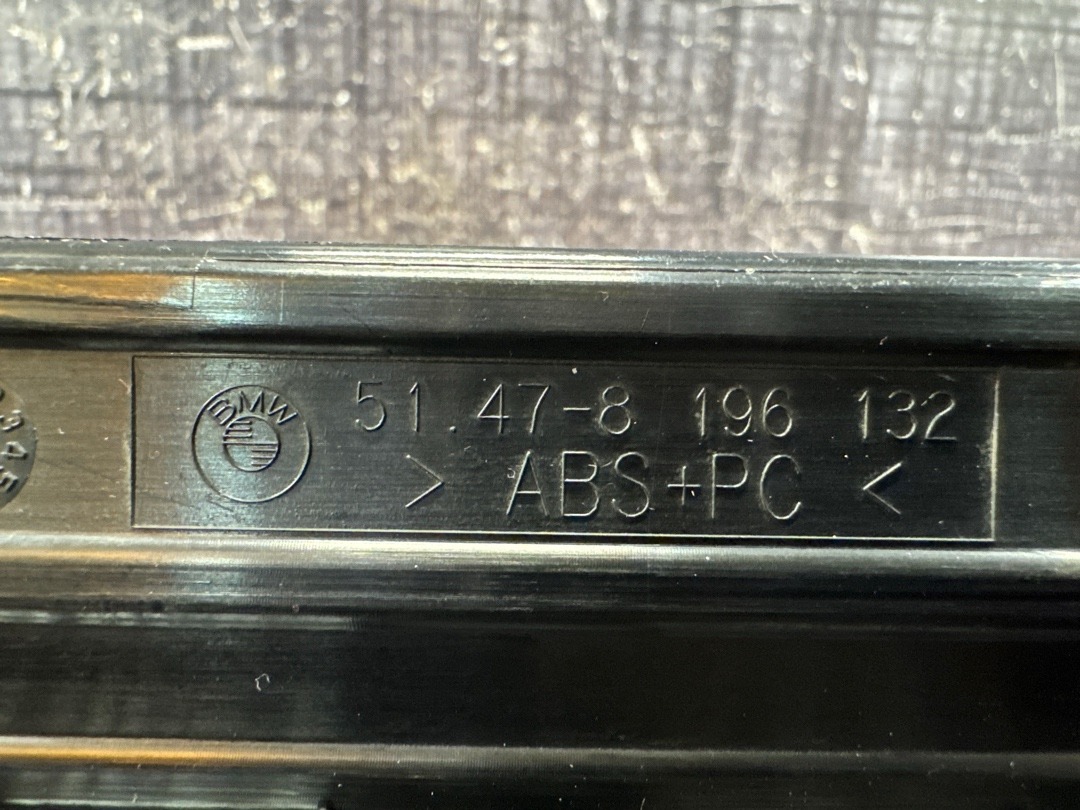 BMW
51.47-8 196 132
> ABS+PC <